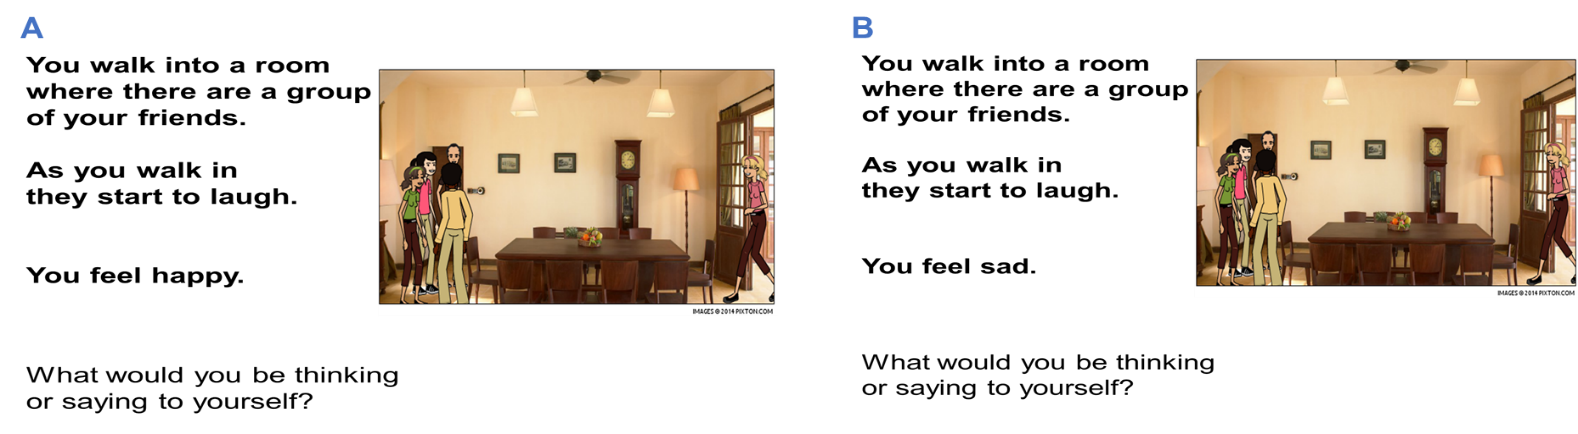 A
You walk into a room
where there are a group
of your friends.
As you walk in
they start to laugh.
You feel happy.
IMAGES © 2014 PIXTON.COM
What would you be thinking
or saying to yourself?
B
You walk into a room
where there are a group
of your friends.
As you walk in
they start to laugh.
You feel sad.
IMAGES © 2014 PIXTON.COM
What would you be thinking
or saying to yourself?